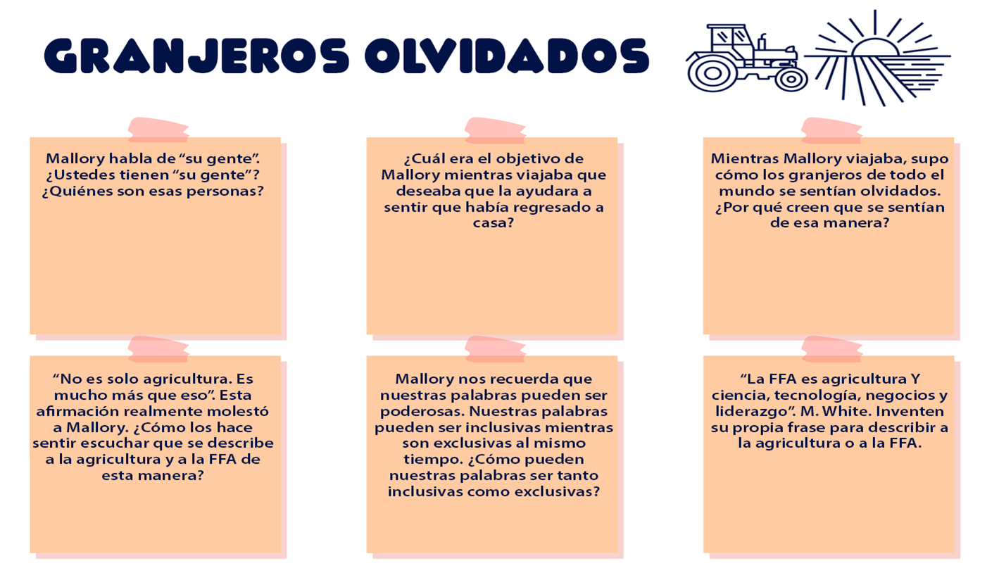 GRANJEROS OLVIDADOS
Mallory habla de “su gente”.
¿Ustedes tienen “su gente”?
¿Quiénes son esas personas?
¿Cuál era el objetivo de
Mallory mientras viajaba que
deseaba que la ayudara a
sentir que había regresado a
casa?
Mientras Mallory viajaba, supo
cómo los granjeros de todo el
mundo se sentían olvidados.
¿Por qué creen que se sentían
de esa manera?
“No es solo agricultura. Es
mucho más que eso”. Esta
afirmación realmente molestó
a Mallory. ¿Cómo los hace
sentir escuchar que se describe
a la agricultura y a la FFA de
esta manera?
Mallory nos recuerda que
nuestras palabras pueden ser
poderosas. Nuestras palabras
pueden ser inclusivas mientras
son exclusivas al mismo
tiempo. ¿Cómo pueden
nuestras palabras ser tanto
inclusivas como exclusivas?
“La FFA es agricultura Y
ciencia, tecnología, negocios y
liderazgo”. M. White. Inventen
su propia frase para describir a
la agricultura o a la FFA.